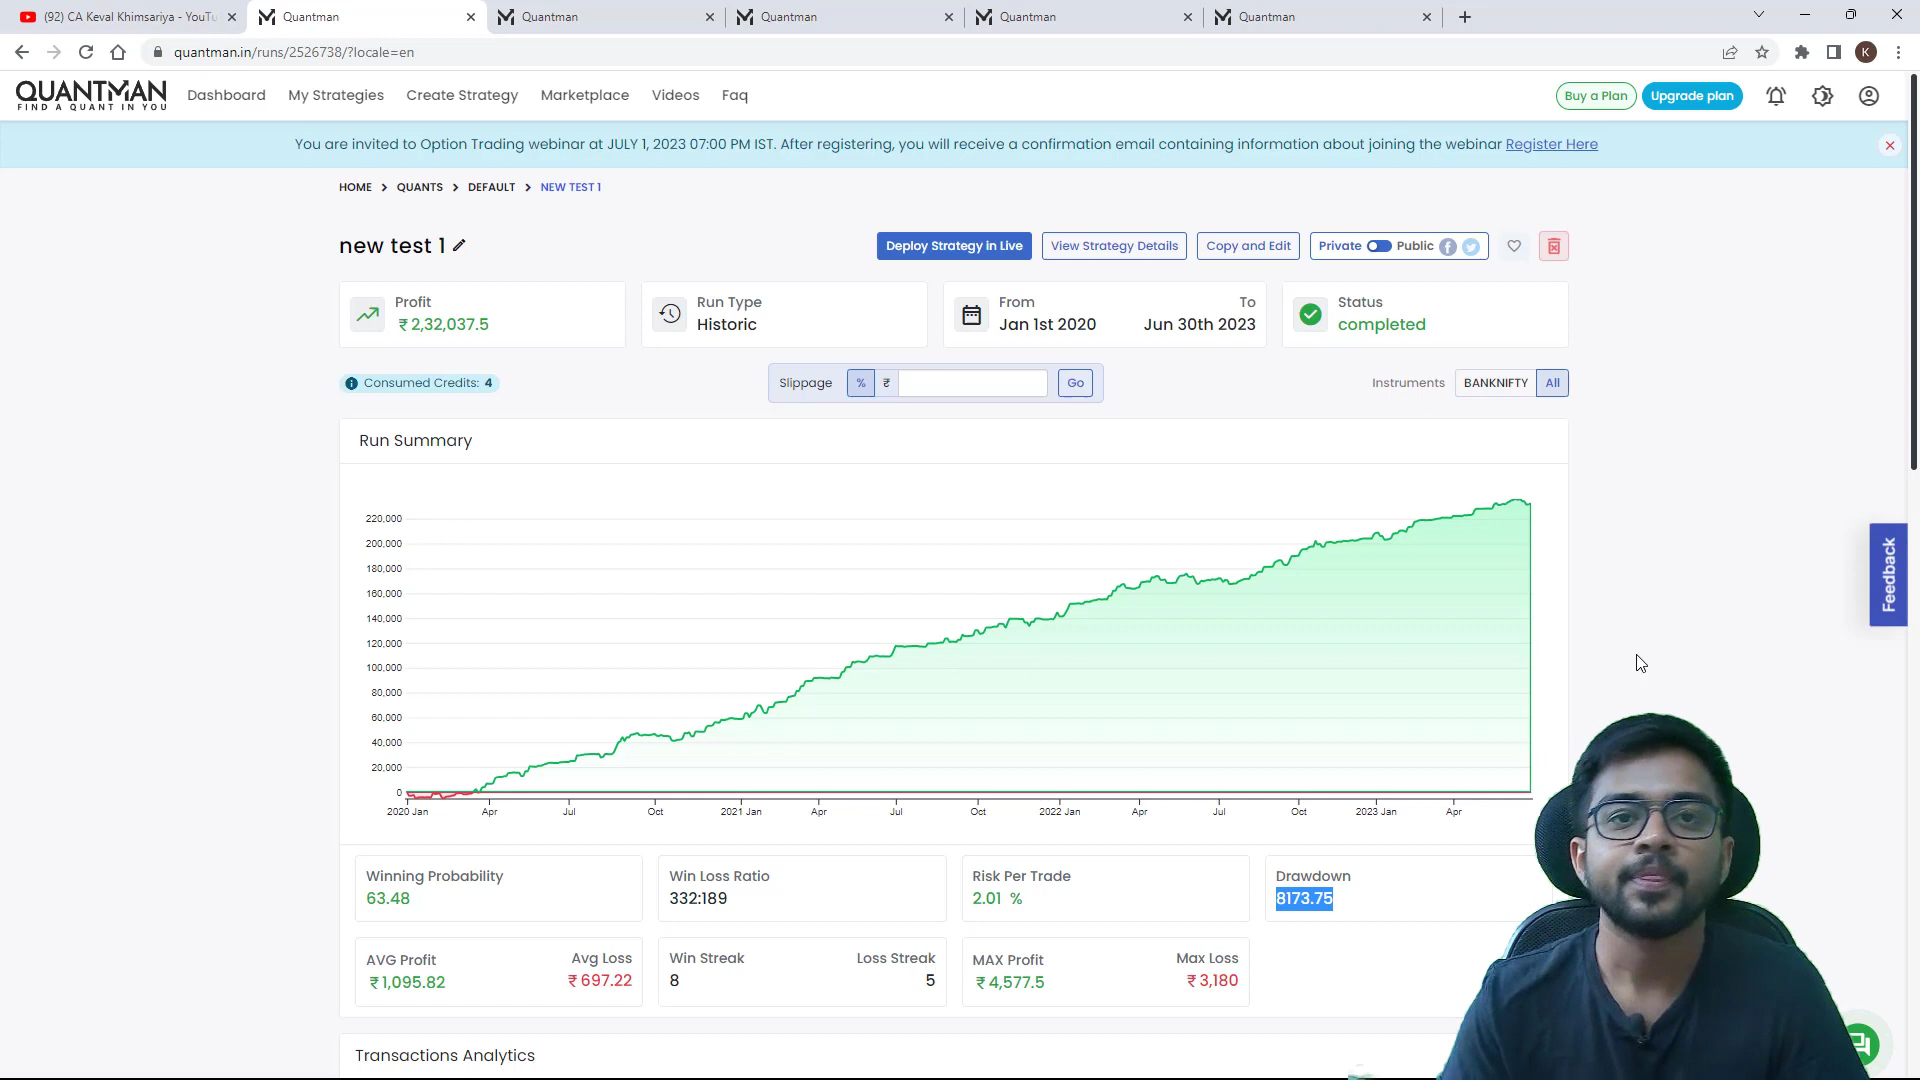 (92) CA Keval Khimsariya - YouTu
Quantman
Quantman
Quantman
Quantman
Quantman
quantman.in/runs/2526738/?locale=en
K
QUANTMAN
FIND A QUANT IN YOU
Dashboard
My Strategies
Create Strategy
Marketplace
Videos
Faq
Buy a Plan
Upgrade plan
You are invited to Option Trading webinar at JULY 1, 2023 07:00 PM IST. After registering, you will receive a confirmation email containing information about joining the webinar Register Here
HOME > QUANTS > DEFAULT > NEW TEST 1
new test 1
Deploy Strategy in Live
View Strategy Details
Copy and Edit
Private Public
Profit
₹ 2,32,037.5
Run Type
Historic
From To
Jan 1st 2020 Jun 30th 2023
Status
completed
Consumed Credits: 4
Slippage % ₹ Go
Instruments BANKNIFTY All
Run Summary
220,000
200,000
180,000
160,000
140,000
120,000
100,000
80,000
60,000
40,000
20,000
0
2020 Jan Apr Jul Oct 2021 Jan Apr Jul Oct 2022 Jan Apr Jul Oct 2023 Jan Apr
Feedback
Winning Probability
63.48
Win Loss Ratio
332:189
Risk Per Trade
2.01 %
Drawdown
8173.75
AVG Profit Avg Loss
₹ 1,095.82 ₹ 697.22
Win Streak Loss Streak
8 5
MAX Profit Max Loss
₹ 4,577.5 ₹ 3,180
Transactions Analytics